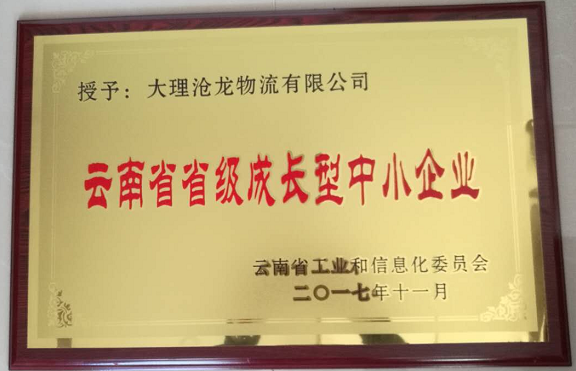 授予：大理沧龙物流有限公司
云南省省级成长型中小企业
云南省工业和信息化委员会
二〇一七年十一月